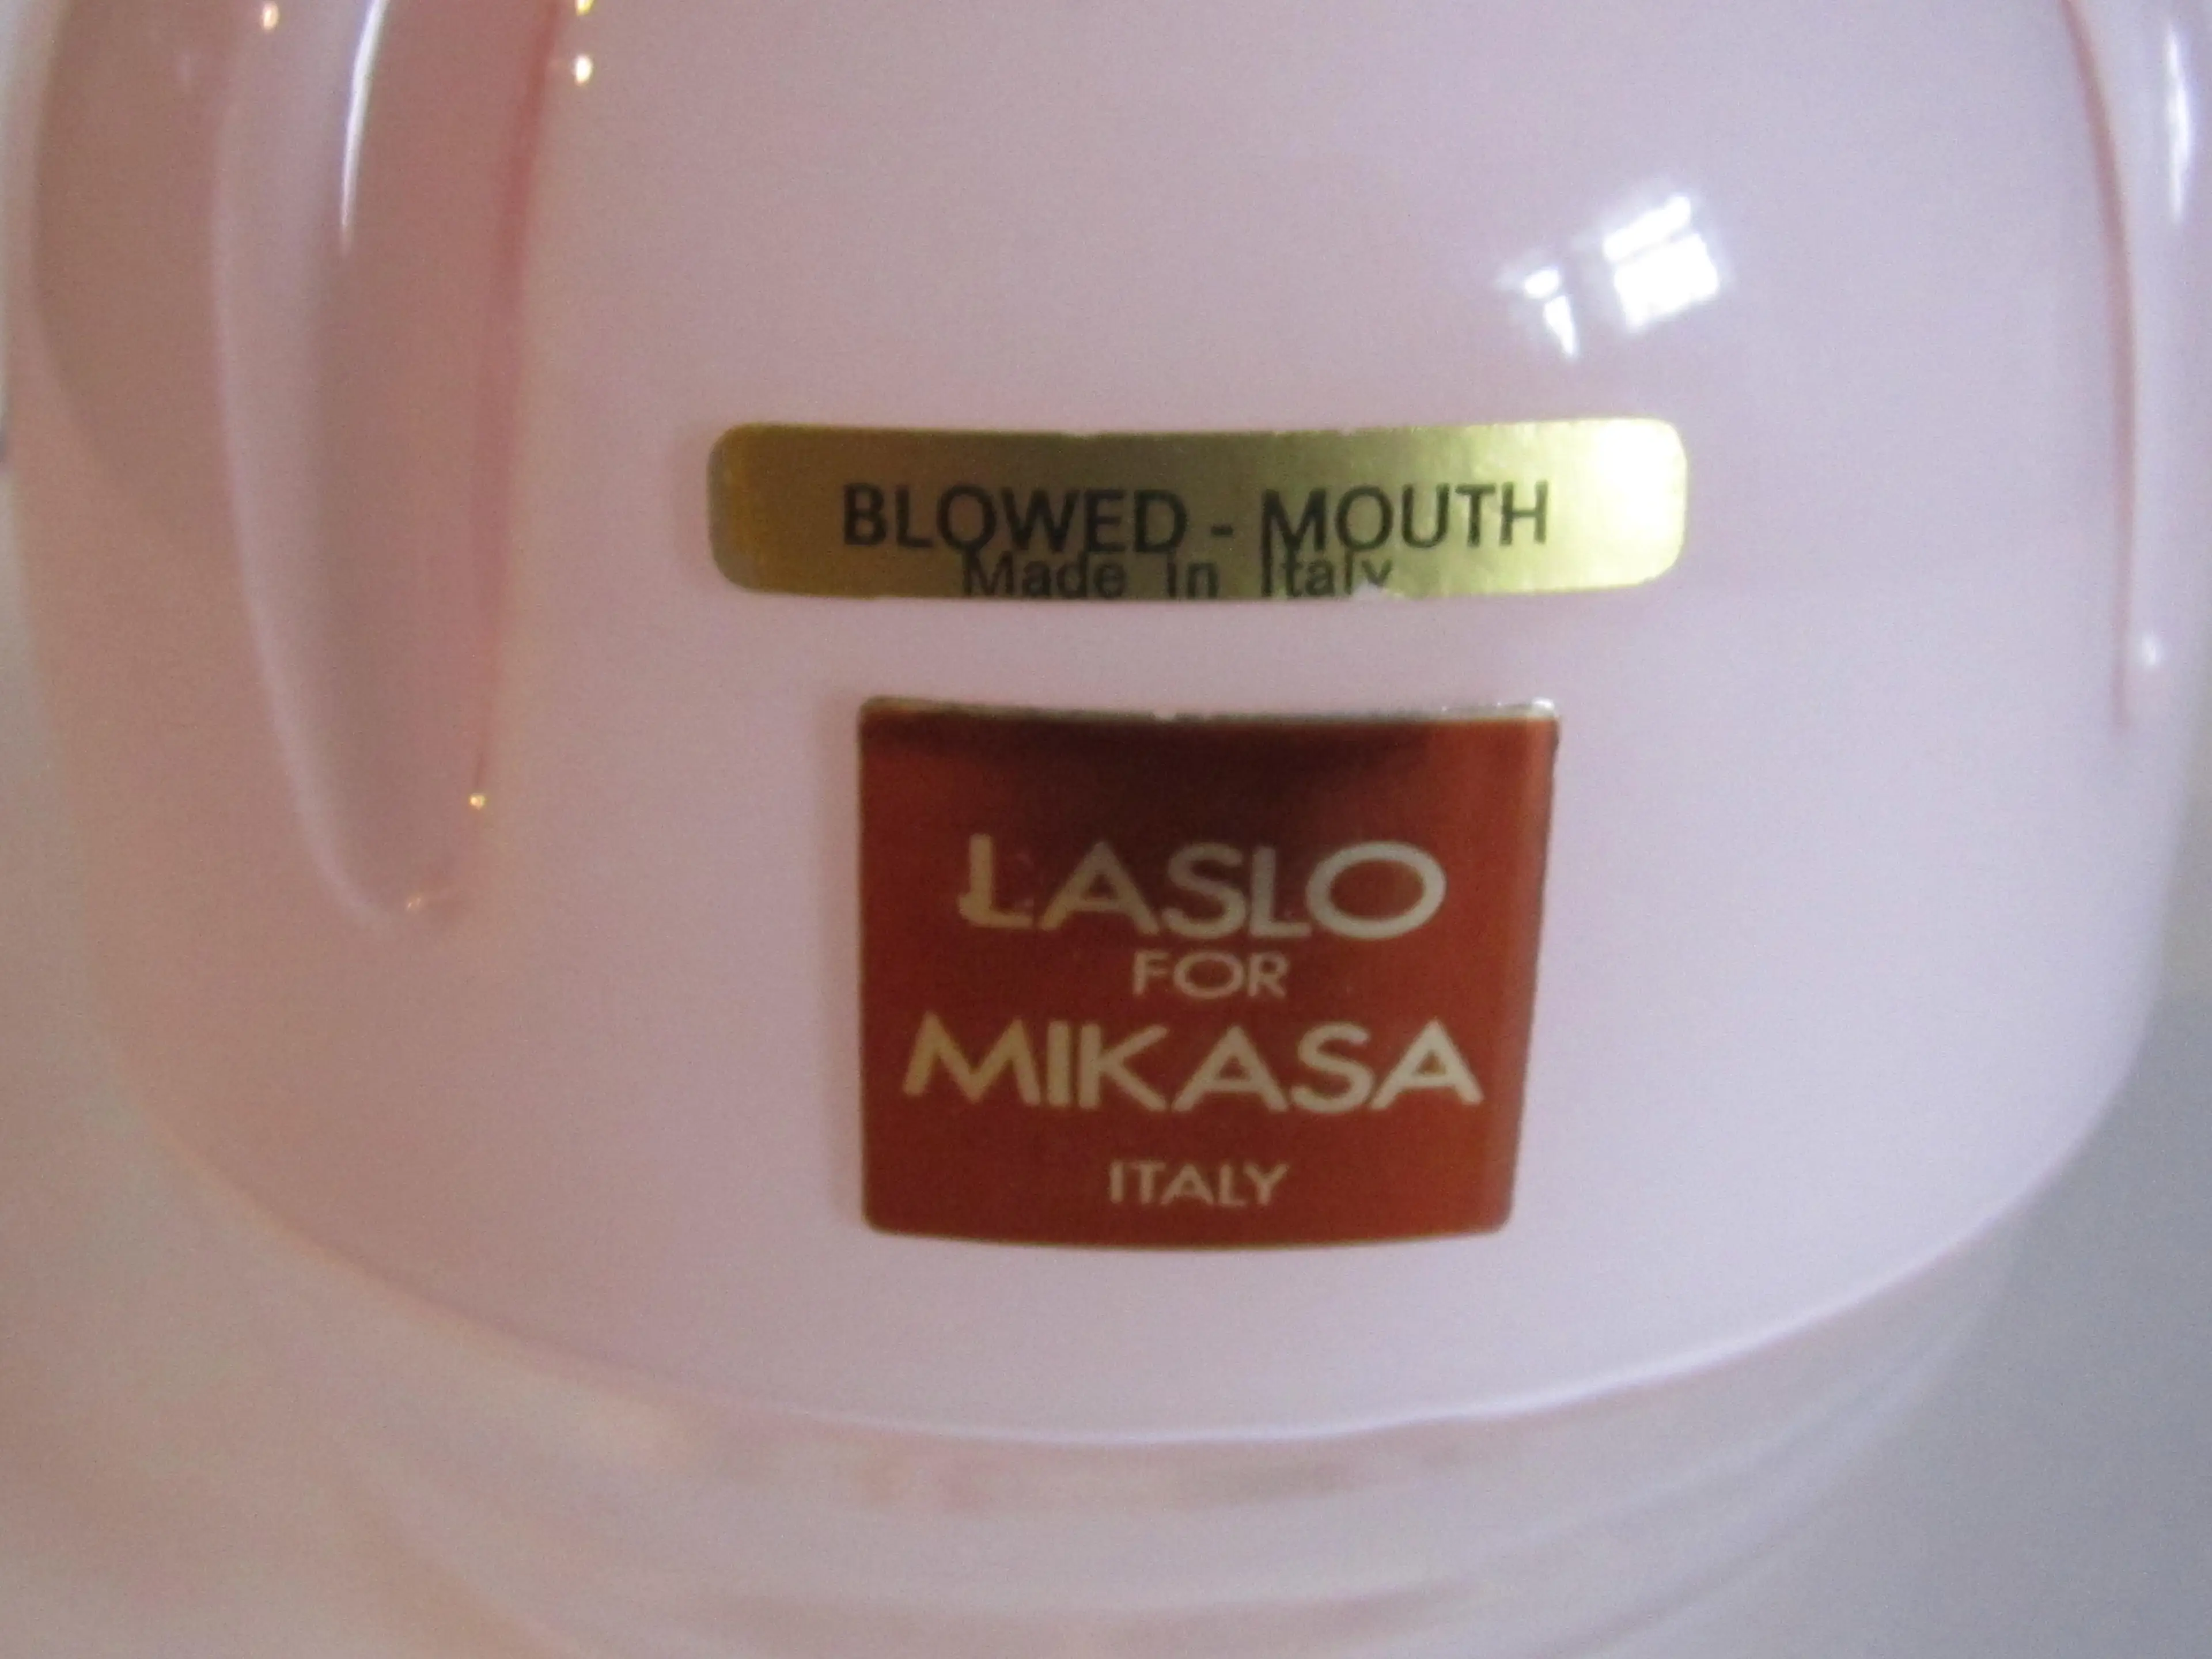 BLOWED - MOUTH
Made in Italy
LASLO
FOR
MIKASA
ITALY